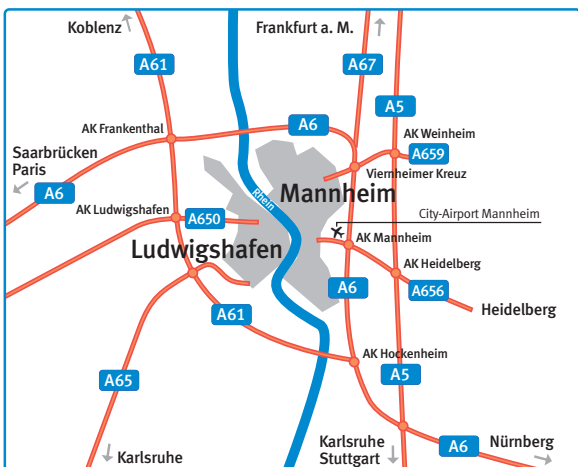 Koblenz
Frankfurt a. M.
A61
A67
A5
A6
AK Frankenthal
AK Weinheim
A659
Saarbrücken
Paris
Viernheimer Kreuz
A6
Rhein
Mannheim
AK Ludwigshafen
A650
City-Airport Mannheim
Ludwigshafen
AK Mannheim
AK Heidelberg
A6
A656
Heidelberg
A61
AK Hockenheim
A65
A5
Karlsruhe
Karlsruhe
Stuttgart
A6
Nürnberg